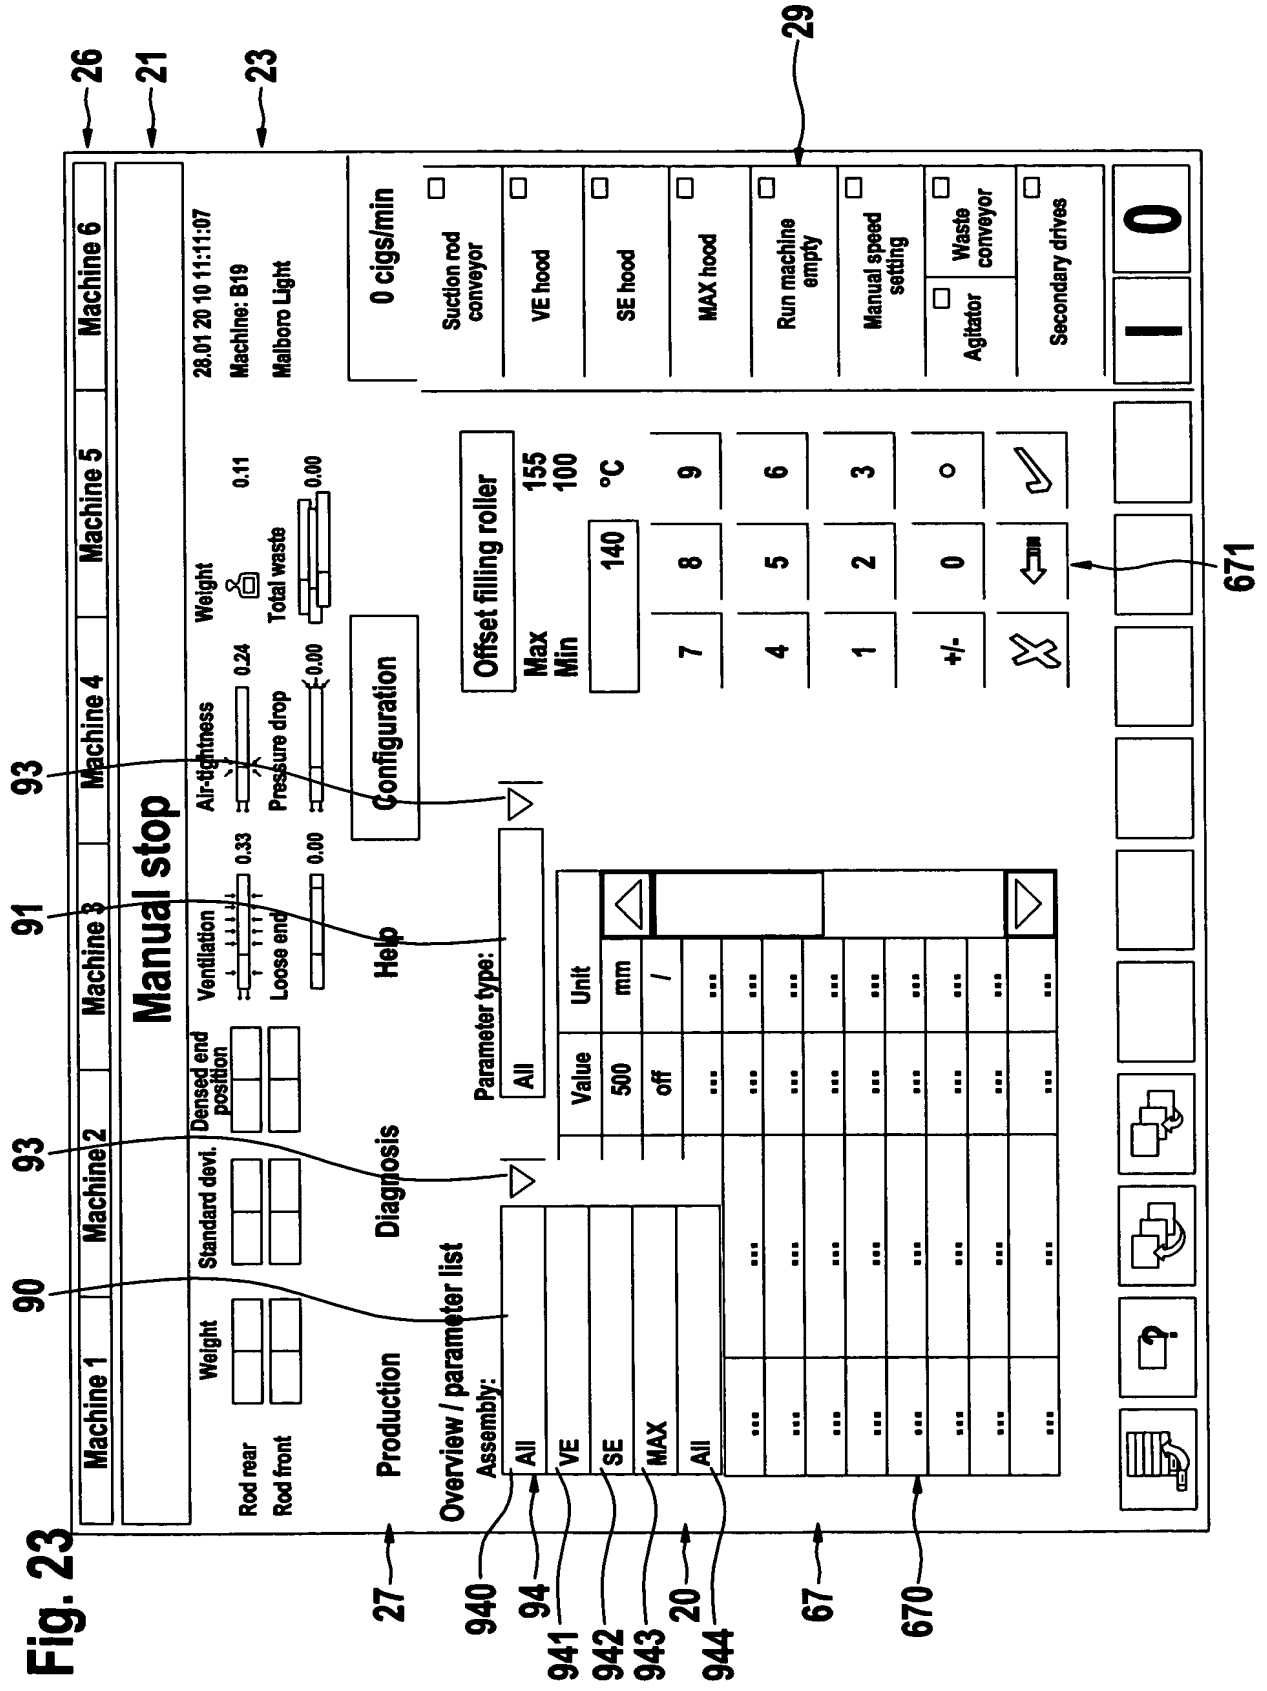 Fig. 23
93
91
93
90
26
21
23
Machine 1
Machine 2
Machine 3
Machine 4
Machine 5
Machine 6
Manual stop
Weight
Standard devi.
Densed end
position
Ventilation
Air-tightness
Weight
28.01 20 10 11:11:07
Rod rear
0.33
0.24
0.11
Machine: B19
Rod front
Loose end
Pressure drop
Total waste
Malboro Light
0.00
0.00
0.00
27
Production
Diagnosis
Help
Configuration
0 cigs/min
Overview / parameter list
Assembly:
Parameter type:
Offset filling roller
940
All
All
Max
155
94
Min
100
941
VE
Value
Unit
140
°C
942
SE
500
mm
943
MAX
off
/
944
All
...
...
20
67
670
... ... ... ...
... ... ... ...
... ... ... ...
... ... ... ...
... ... ... ...
... ... ... ...
... ... ... ...
... ... ... ...
7
8
9
4
5
6
1
2
3
+/-
0
671
Suction rod
conveyor
VE hood
SE hood
MAX hood
Run machine
empty
29
Manual speed
setting
Agitator
Waste
conveyor
Secondary drives
?
I
0